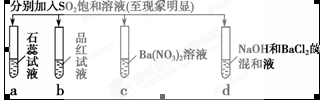 分别加入SO₂饱和溶液(至现象明显)
石蕊试液
品红试液
Ba(NO₃)₂溶液
NaOH和BaCl₂的
混和液
a b c d